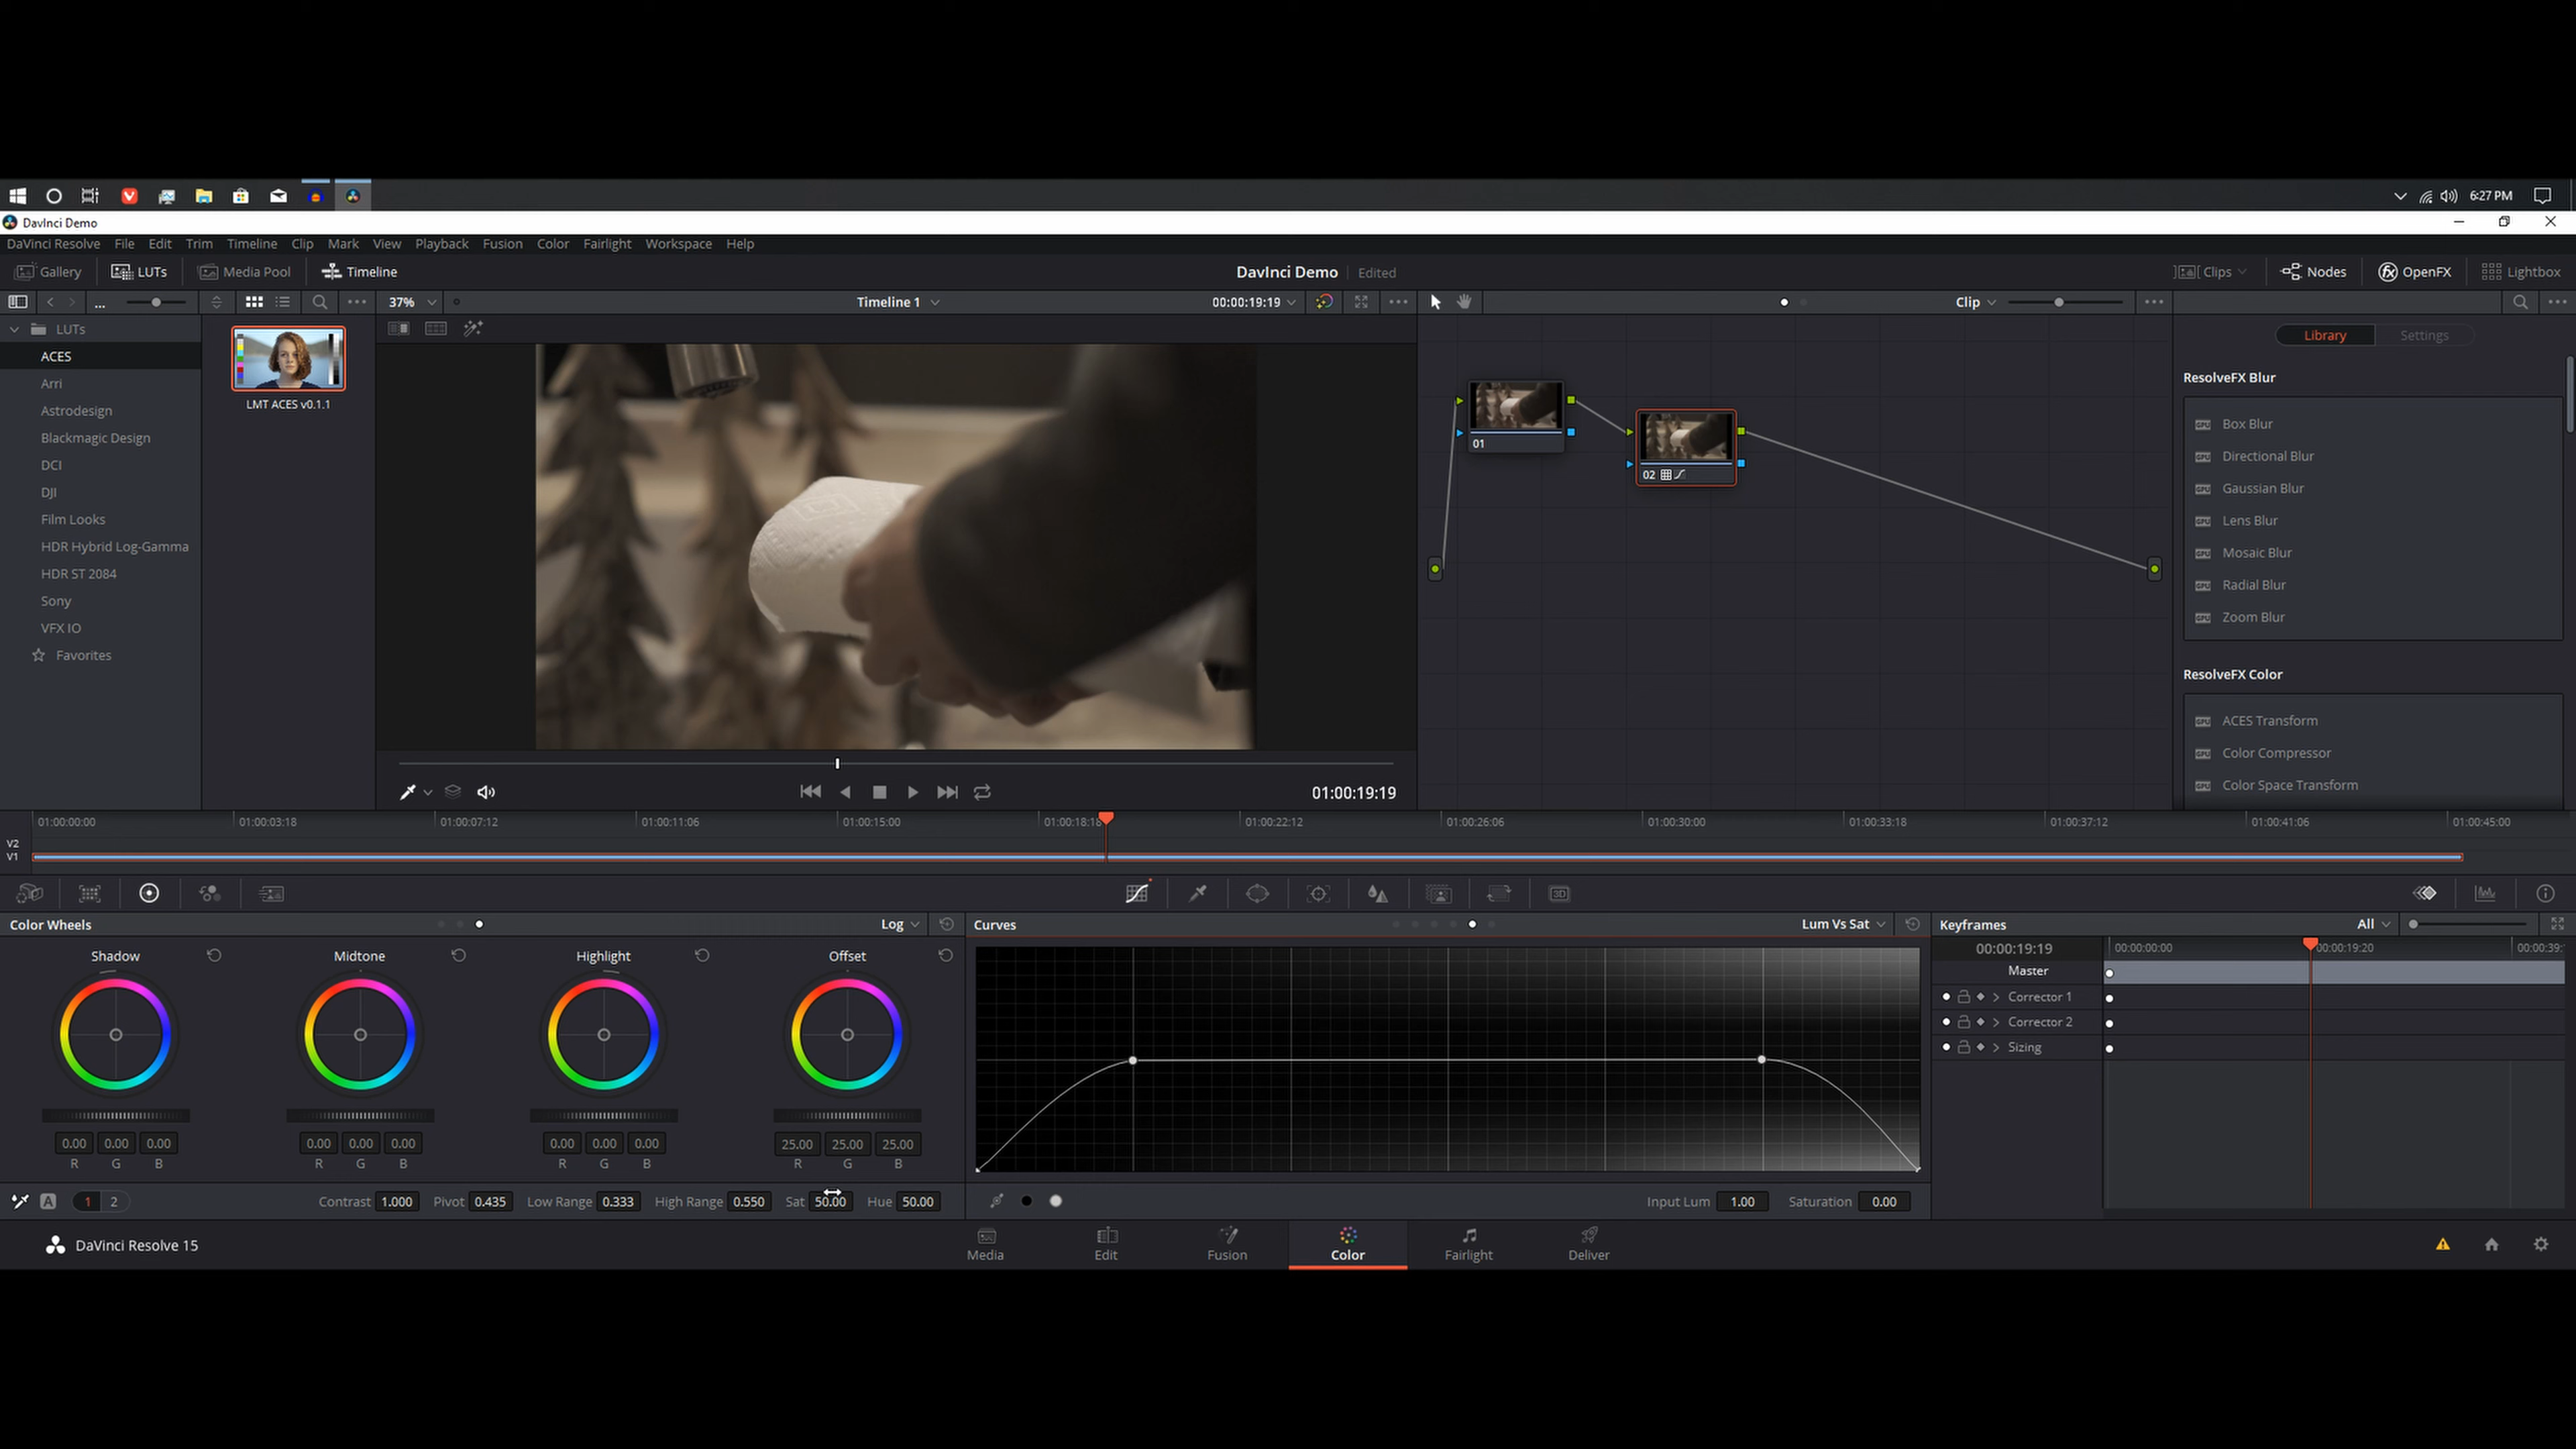 6:27 PM
DavInci Demo
DaVinci Resolve File Edit Trim Timeline Clip Mark View Playback Fusion Color Fairlight Workspace Help
Gallery LUTs Media Pool Timeline DavInci Demo Edited Clips Nodes OpenFX Lightbox
... 37% Timeline 1 00:00:19:19 Clip
LUTs
ACES
Arri
Astrodesign
Blackmagic Design
DCI
DJI
Film Looks
HDR Hybrid Log-Gamma
HDR ST 2084
Sony
VFX IO
Favorites
LMT ACES v0.1.1
01
02
Library Settings
ResolveFX Blur
Box Blur
Directional Blur
Gaussian Blur
Lens Blur
Mosaic Blur
Radial Blur
Zoom Blur
ResolveFX Color
ACES Transform
Color Compressor
Color Space Transform
01:00:19:19
01:00:00:00 01:00:03:18 01:00:07:12 01:00:11:06 01:00:15:00 01:00:18:18 01:00:22:12 01:00:26:06 01:00:30:00 01:00:33:18 01:00:37:12 01:00:41:06 01:00:45:00
V2
V1
3D
Color Wheels Log Curves Lum Vs Sat Keyframes All
Shadow Midtone Highlight Offset
0.00 0.00 0.00 0.00 0.00 0.00 0.00 0.00 0.00 25.00 25.00 25.00
R G B R G B R G B R G B
A 1 2 Contrast 1.000 Pivot 0.435 Low Range 0.333 High Range 0.550 Sat 50.00 Hue 50.00
Input Lum 1.00 Saturation 0.00
00:00:19:19 00:00:00:00 00:00:19:20 00:00:39:
Master
Corrector 1
Corrector 2
Sizing
DaVinci Resolve 15 Media Edit Fusion Color Fairlight Deliver